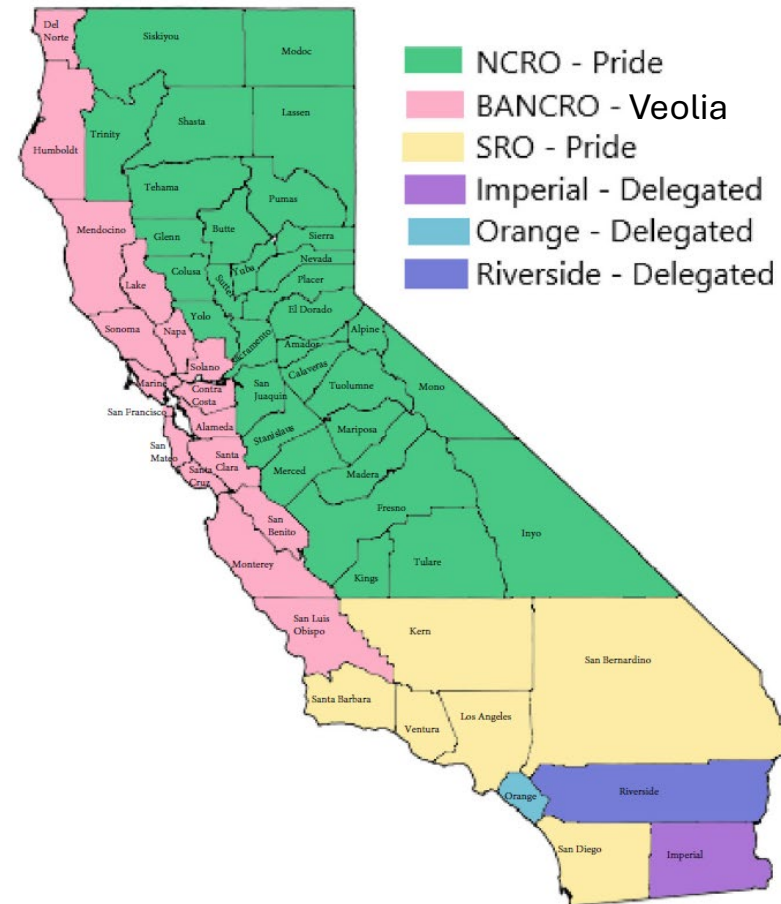 Del
Norte
Siskiyou
Modoc
Humboldt
Trinity
Shasta
Lassen
Tehama
Pumas
Mendocino
Glenn
Butte
Sierra
Colusa
Sutter
Yuba
Nevada
Placer
Lake
Yolo
El Dorado
Sonoma
Napa
Alpine
Solano
Sacramento
Amador
Marine
Contra
Costa
San
Juaquin
Calaveras
Tuolumne
Mono
San Francisco
Alameda
Stanislaus
Mariposa
San
Mateo
Santa
Clara
Santa
Cruz
Merced
Madera
San
Benito
Fresno
Inyo
Monterey
Kings
Tulare
San Luis
Obispo
Kern
San Bernardino
Santa Barbara
Ventura
Los Angeles
Orange
Riverside
San Diego
Imperial
NCRO - Pride
BANCRO - Veolia
SRO - Pride
Imperial - Delegated
Orange - Delegated
Riverside - Delegated